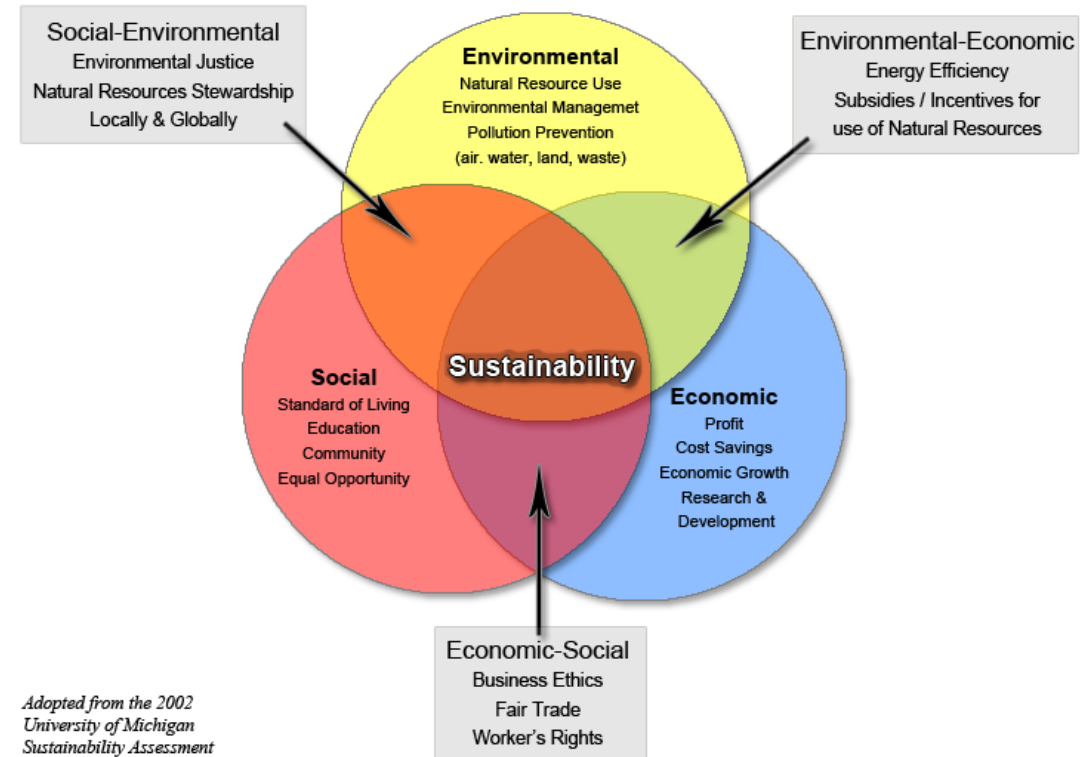 Social-Environmental
Environmental Justice
Natural Resources Stewardship
Locally & Globally
Environmental
Natural Resource Use
Environmental Managemet
Pollution Prevention
(air. water, land, waste)
Environmental-Economic
Energy Efficiency
Subsidies / Incentives for
use of Natural Resources
Sustainability
Social
Standard of Living
Education
Community
Equal Opportunity
Economic
Profit
Cost Savings
Economic Growth
Research &
Development
Economic-Social
Business Ethics
Fair Trade
Worker's Rights
Adopted from the 2002
University of Michigan
Sustainability Assessment